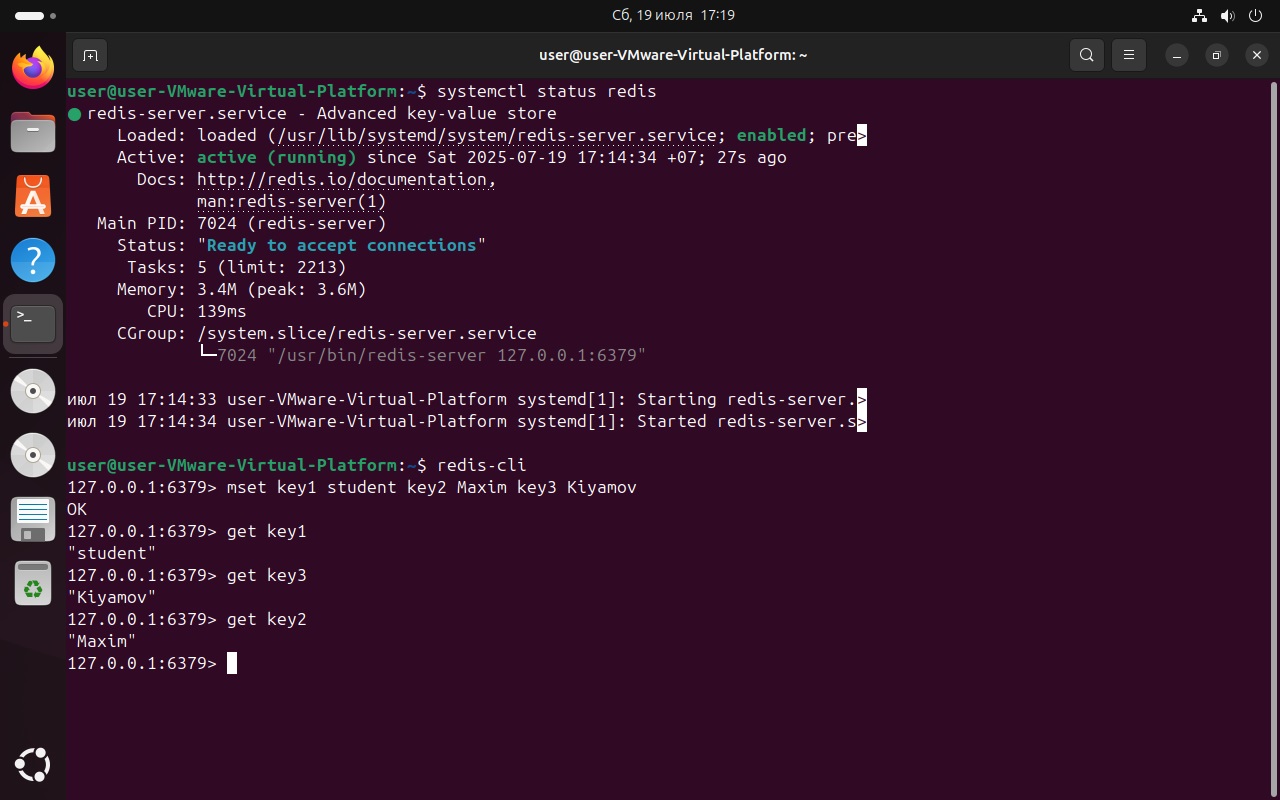 Сб, 19 июля 17:19
user@user-VMware-Virtual-Platform: ~
user@user-VMware-Virtual-Platform:~$ systemctl status redis
● redis-server.service - Advanced key-value store
     Loaded: loaded (/usr/lib/systemd/system/redis-server.service; enabled; pre>
     Active: active (running) since Sat 2025-07-19 17:14:34 +07; 27s ago
       Docs: http://redis.io/documentation,
             man:redis-server(1)
   Main PID: 7024 (redis-server)
     Status: "Ready to accept connections"
      Tasks: 5 (limit: 2213)
     Memory: 3.4M (peak: 3.6M)
        CPU: 139ms
     CGroup: /system.slice/redis-server.service
             └─7024 "/usr/bin/redis-server 127.0.0.1:6379"
июл 19 17:14:33 user-VMware-Virtual-Platform systemd[1]: Starting redis-server.>
июл 19 17:14:34 user-VMware-Virtual-Platform systemd[1]: Started redis-server.s>
user@user-VMware-Virtual-Platform:~$ redis-cli
127.0.0.1:6379> mset key1 student key2 Maxim key3 Kiyamov
OK
127.0.0.1:6379> get key1
"student"
127.0.0.1:6379> get key3
"Kiyamov"
127.0.0.1:6379> get key2
"Maxim"
127.0.0.1:6379>